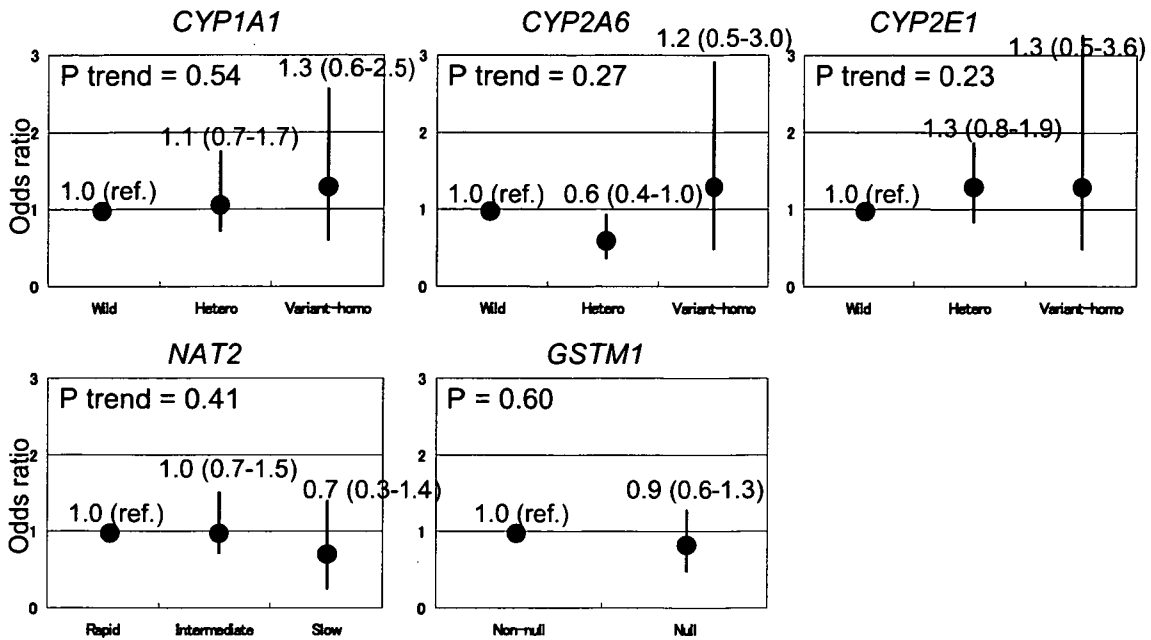 CYP1A1
CYP2A6
CYP2E1
Odds ratio
3
2
1
0
P trend = 0.54
1.3 (0.6-2.5)
1.1 (0.7-1.7)
1.0 (ref.)
Wild
Hetero
Variant-homo
3
2
1
0
P trend = 0.27
1.2 (0.5-3.0)
1.0 (ref.)
0.6 (0.4-1.0)
Wild
Hetero
Variant-homo
3
2
1
0
P trend = 0.23
1.3 (0.5-3.6)
1.3 (0.8-1.9)
1.0 (ref.)
Wild
Hetero
Variant-homo
NAT2
GSTM1
Odds ratio
3
2
1
0
P trend = 0.41
1.0 (0.7-1.5)
0.7 (0.3-1.4)
1.0 (ref.)
Rapid
Intermediate
Slow
3
2
1
0
P = 0.60
0.9 (0.6-1.3)
1.0 (ref.)
Non-null
Null